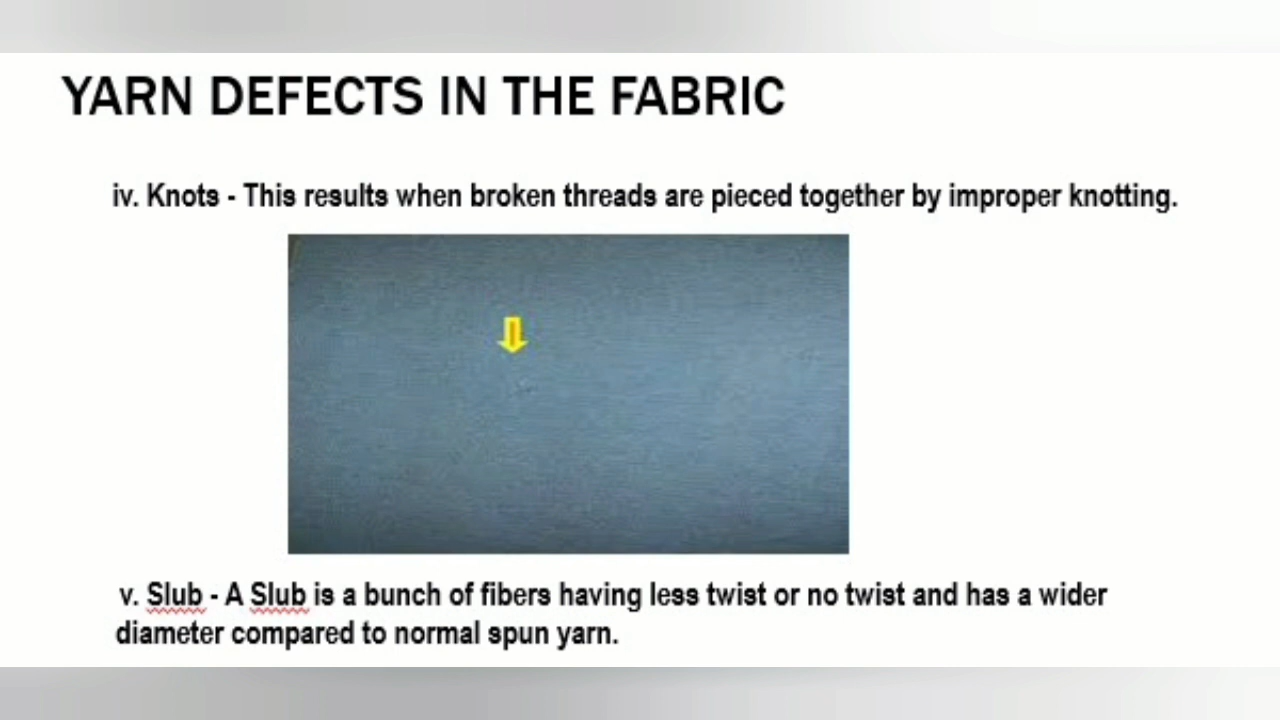 YARN DEFECTS IN THE FABRIC
iv. Knots - This results when broken threads are pieced together by improper knotting.
v. Slub - A Slub is a bunch of fibers having less twist or no twist and has a wider
diameter compared to normal spun yarn.